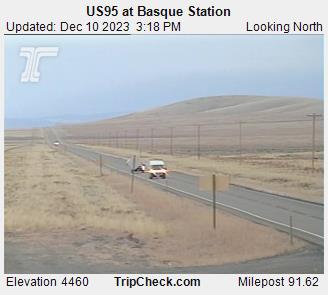 US95 at Basque Station
Updated: Dec 10 2023 3:18 PM Looking North
Elevation 4460 TripCheck.com Milepost 91.62